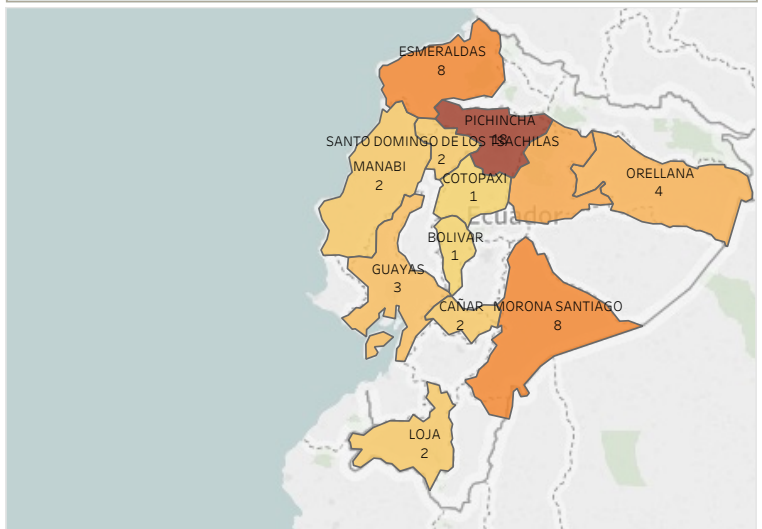 ESMERALDAS
8
PICHINCHA
SANTO DOMINGO DE LOS TSACHILAS
2
MANABI
2
COTOPAXI
1
ORELLANA
4
Ecuador
BOLIVAR
1
GUAYAS
3
CAÑAR
2
MORONA SANTIAGO
8
LOJA
2